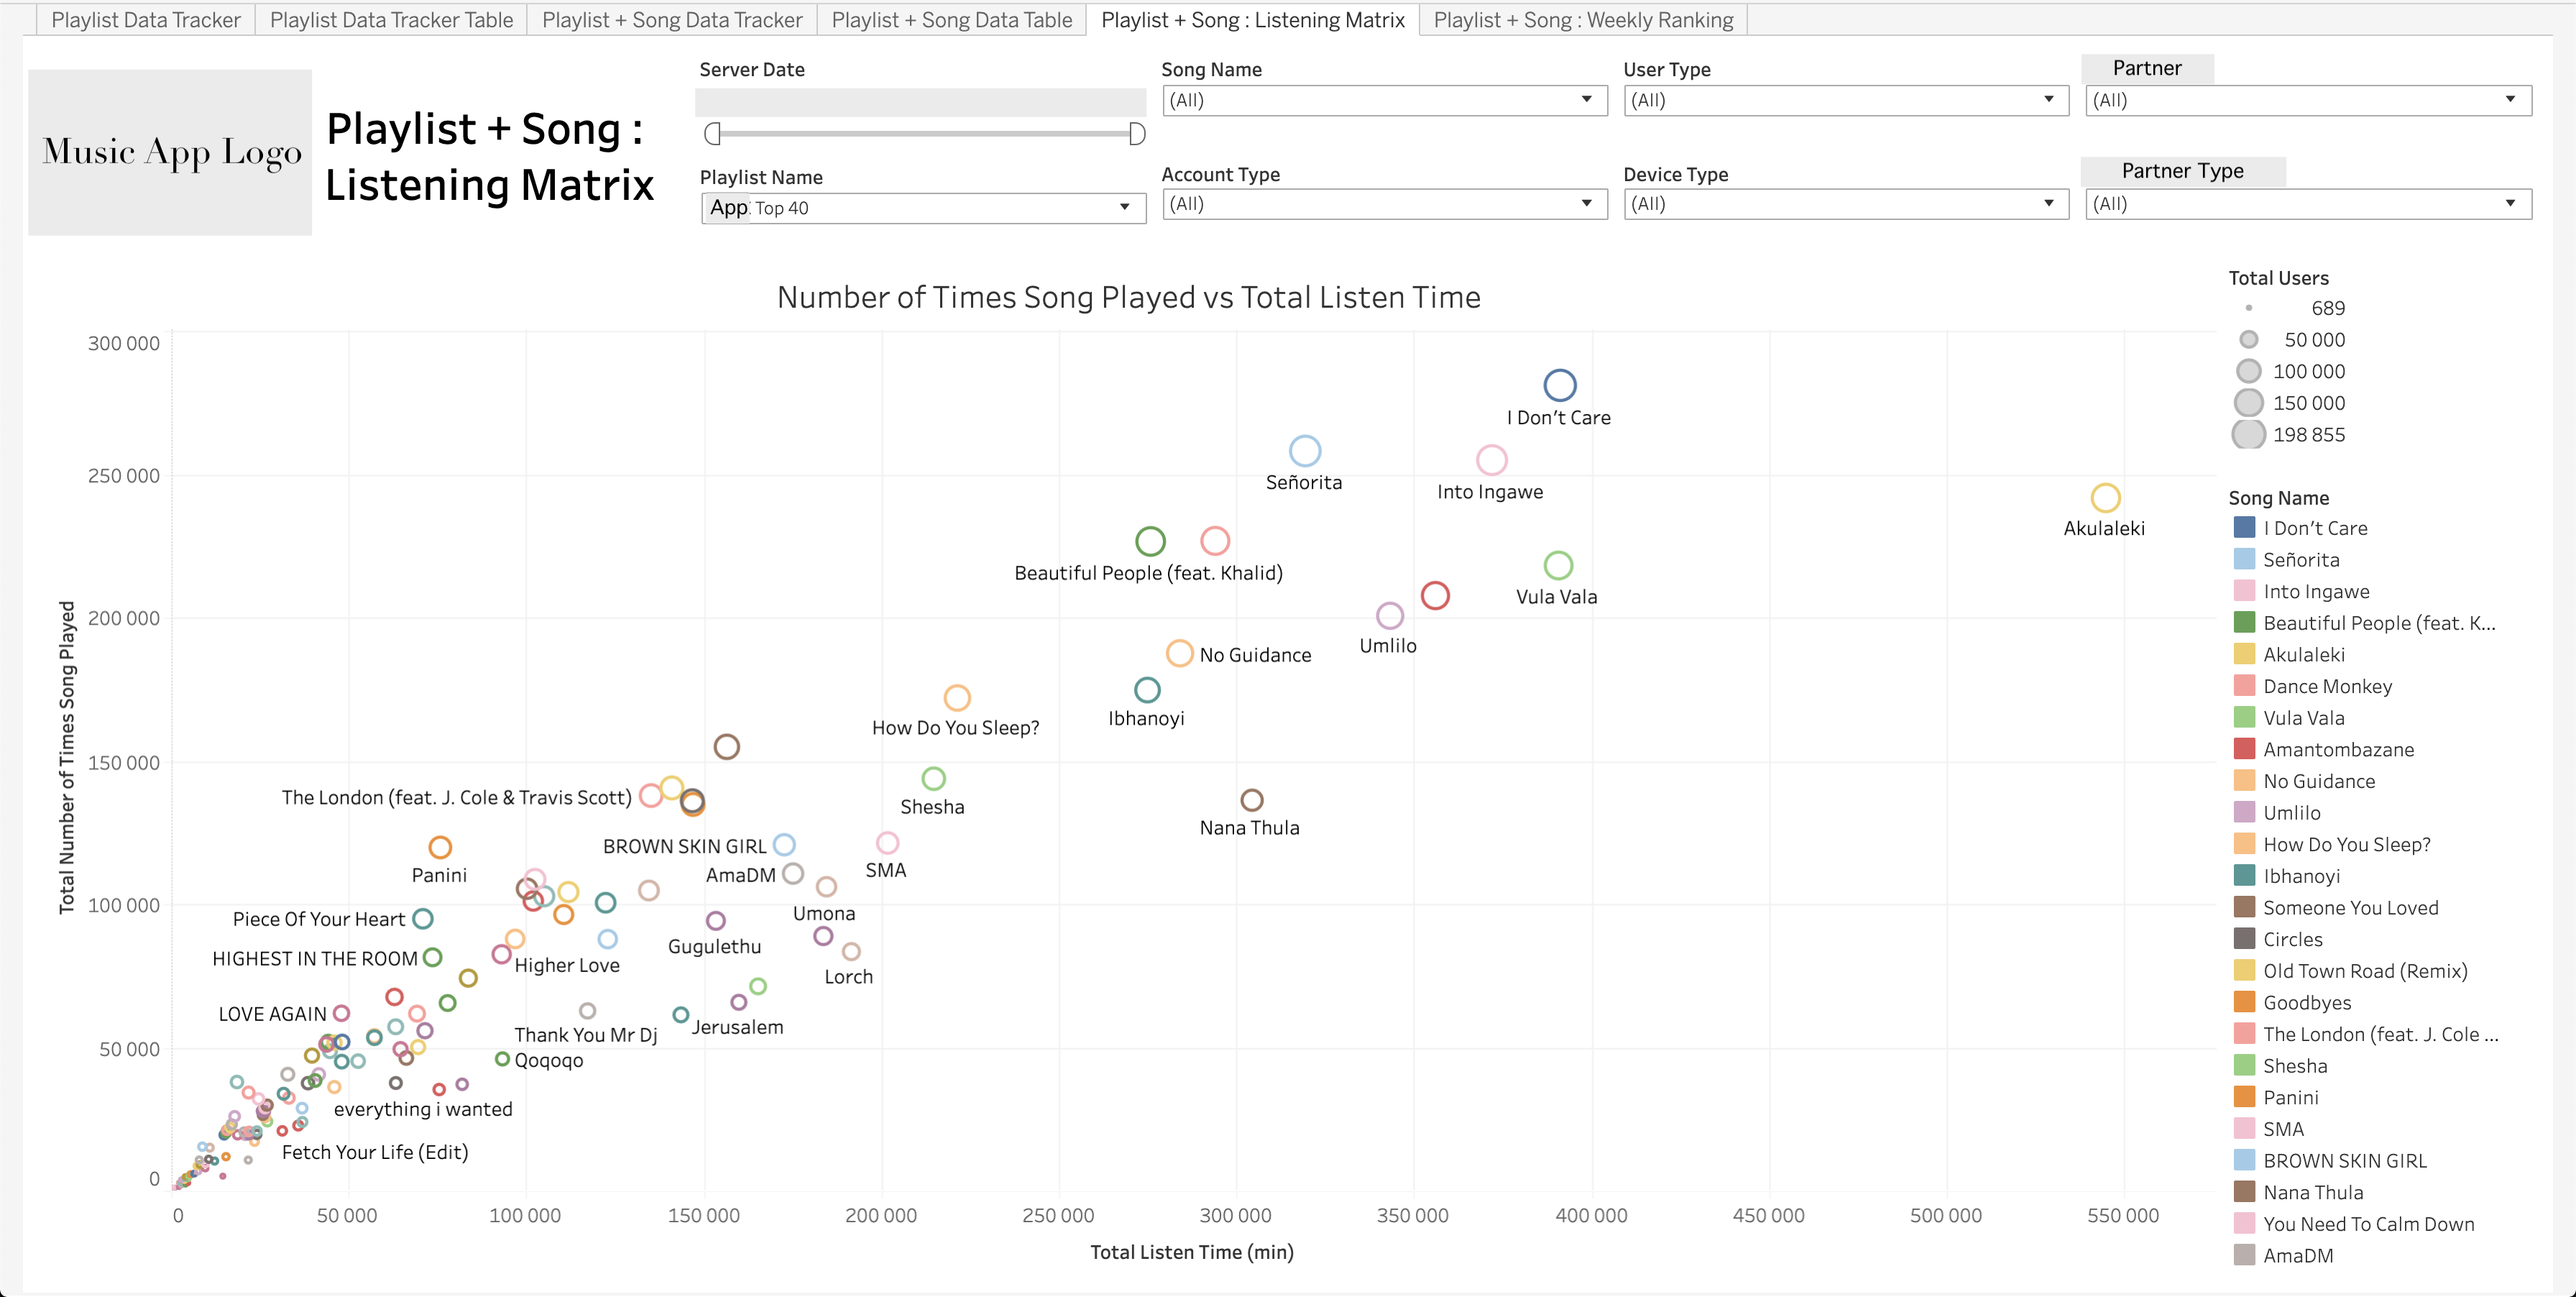 Playlist Data Tracker
Playlist Data Tracker Table
Playlist + Song Data Tracker
Playlist + Song Data Table
Playlist + Song : Listening Matrix
Playlist + Song : Weekly Ranking
Music App Logo
Playlist + Song :
Listening Matrix
Server Date
Playlist Name
App Top 40
Song Name
(All)
Account Type
(All)
User Type
(All)
Device Type
(All)
Partner
(All)
Partner Type
(All)
Number of Times Song Played vs Total Listen Time
Total Number of Times Song Played
300 000
250 000
200 000
150 000
100 000
50 000
0
I Don’t Care
Señorita
Into Ingawe
Akulaleki
Beautiful People (feat. Khalid)
Vula Vala
Umlilo
No Guidance
Ibhanoyi
How Do You Sleep?
Shesha
The London (feat. J. Cole & Travis Scott)
Nana Thula
BROWN SKIN GIRL
Panini
AmaDM
SMA
Umona
Piece Of Your Heart
Gugulethu
HIGHEST IN THE ROOM
Higher Love
Lorch
LOVE AGAIN
Thank You Mr Dj
Jerusalem
Qoqoqo
everything i wanted
Fetch Your Life (Edit)
0
50 000
100 000
150 000
200 000
250 000
300 000
350 000
400 000
450 000
500 000
550 000
Total Listen Time (min)
Total Users
689
50 000
100 000
150 000
198 855
Song Name
I Don’t Care
Señorita
Into Ingawe
Beautiful People (feat. K...
Akulaleki
Dance Monkey
Vula Vala
Amantombazane
No Guidance
Umlilo
How Do You Sleep?
Ibhanoyi
Someone You Loved
Circles
Old Town Road (Remix)
Goodbyes
The London (feat. J. Cole ...
Shesha
Panini
SMA
BROWN SKIN GIRL
Nana Thula
You Need To Calm Down
AmaDM